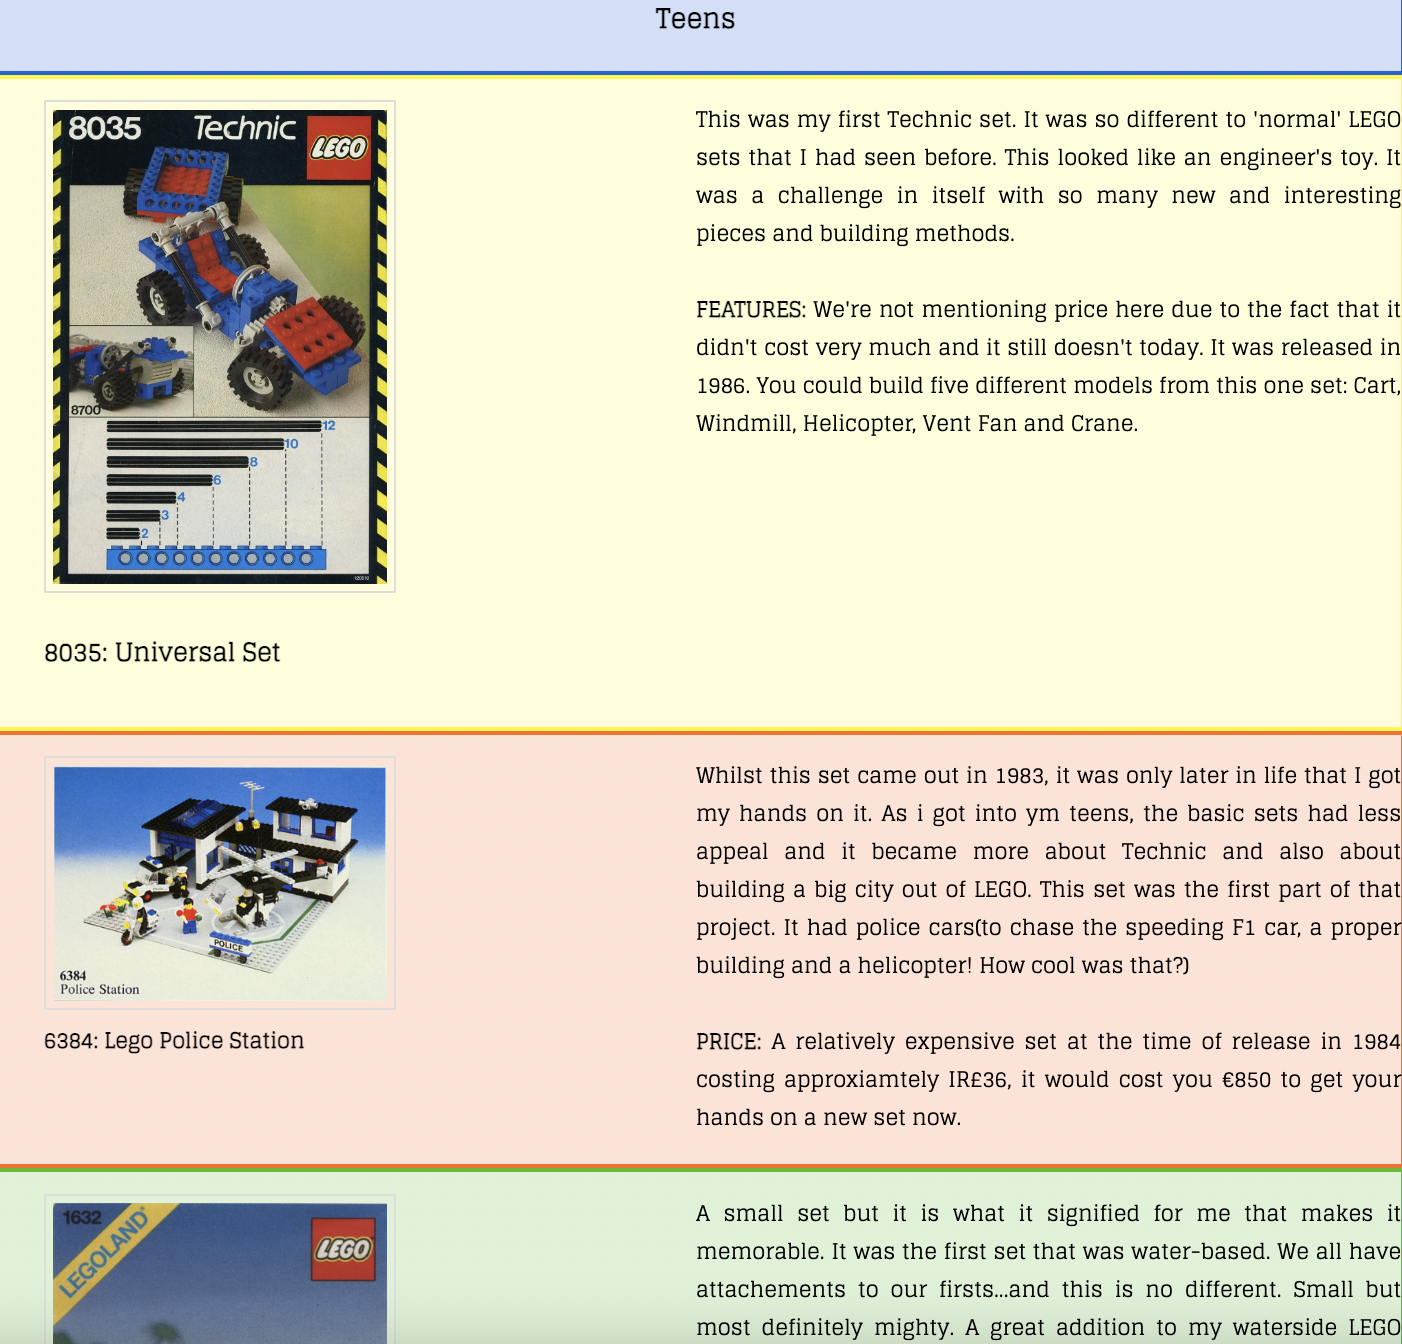 Teens
8035 Technic LEGO
8700
12
10
8
6
4
3
2
8035: Universal Set
This was my first Technic set. It was so different to 'normal' LEGO
sets that I had seen before. This looked like an engineer's toy. It
was a challenge in itself with so many new and interesting
pieces and building methods.
FEATURES: We're not mentioning price here due to the fact that it
didn't cost very much and it still doesn't today. It was released in
1986. You could build five different models from this one set: Cart,
Windmill, Helicopter, Vent Fan and Crane.
POLICE
6384
Police Station
6384: Lego Police Station
Whilst this set came out in 1983, it was only later in life that I got
my hands on it. As i got into ym teens, the basic sets had less
appeal and it became more about Technic and also about
building a big city out of LEGO. This set was the first part of that
project. It had police cars(to chase the speeding F1 car, a proper
building and a helicopter! How cool was that?)
PRICE: A relatively expensive set at the time of release in 1984
costing approxiamtely IR£36, it would cost you €850 to get your
hands on a new set now.
1632
LEGOLAND®
LEGO
A small set but it is what it signified for me that makes it
memorable. It was the first set that was water-based. We all have
attachements to our firsts...and this is no different. Small but
most definitely mighty. A great addition to my waterside LEGO